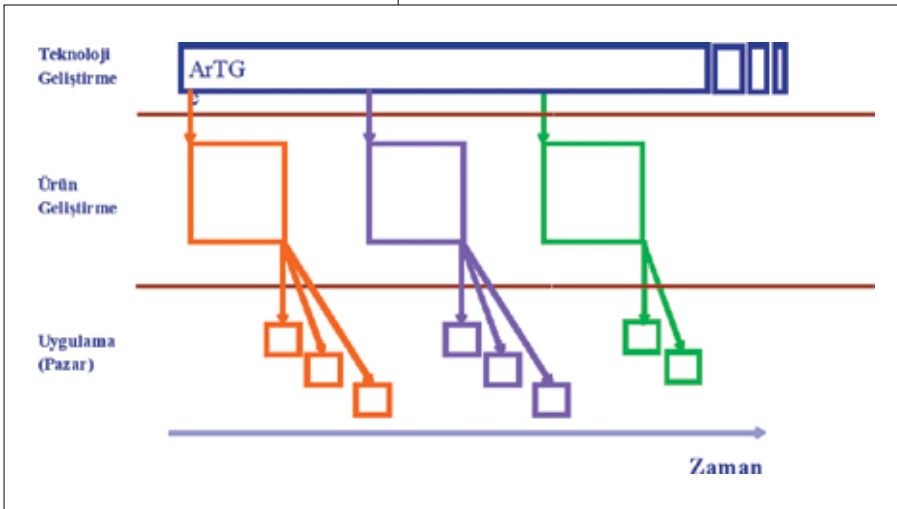 Teknoloji
Geliştirme
ArTG
Ürün
Geliştirme
Uygulama
(Pazar)
Zaman